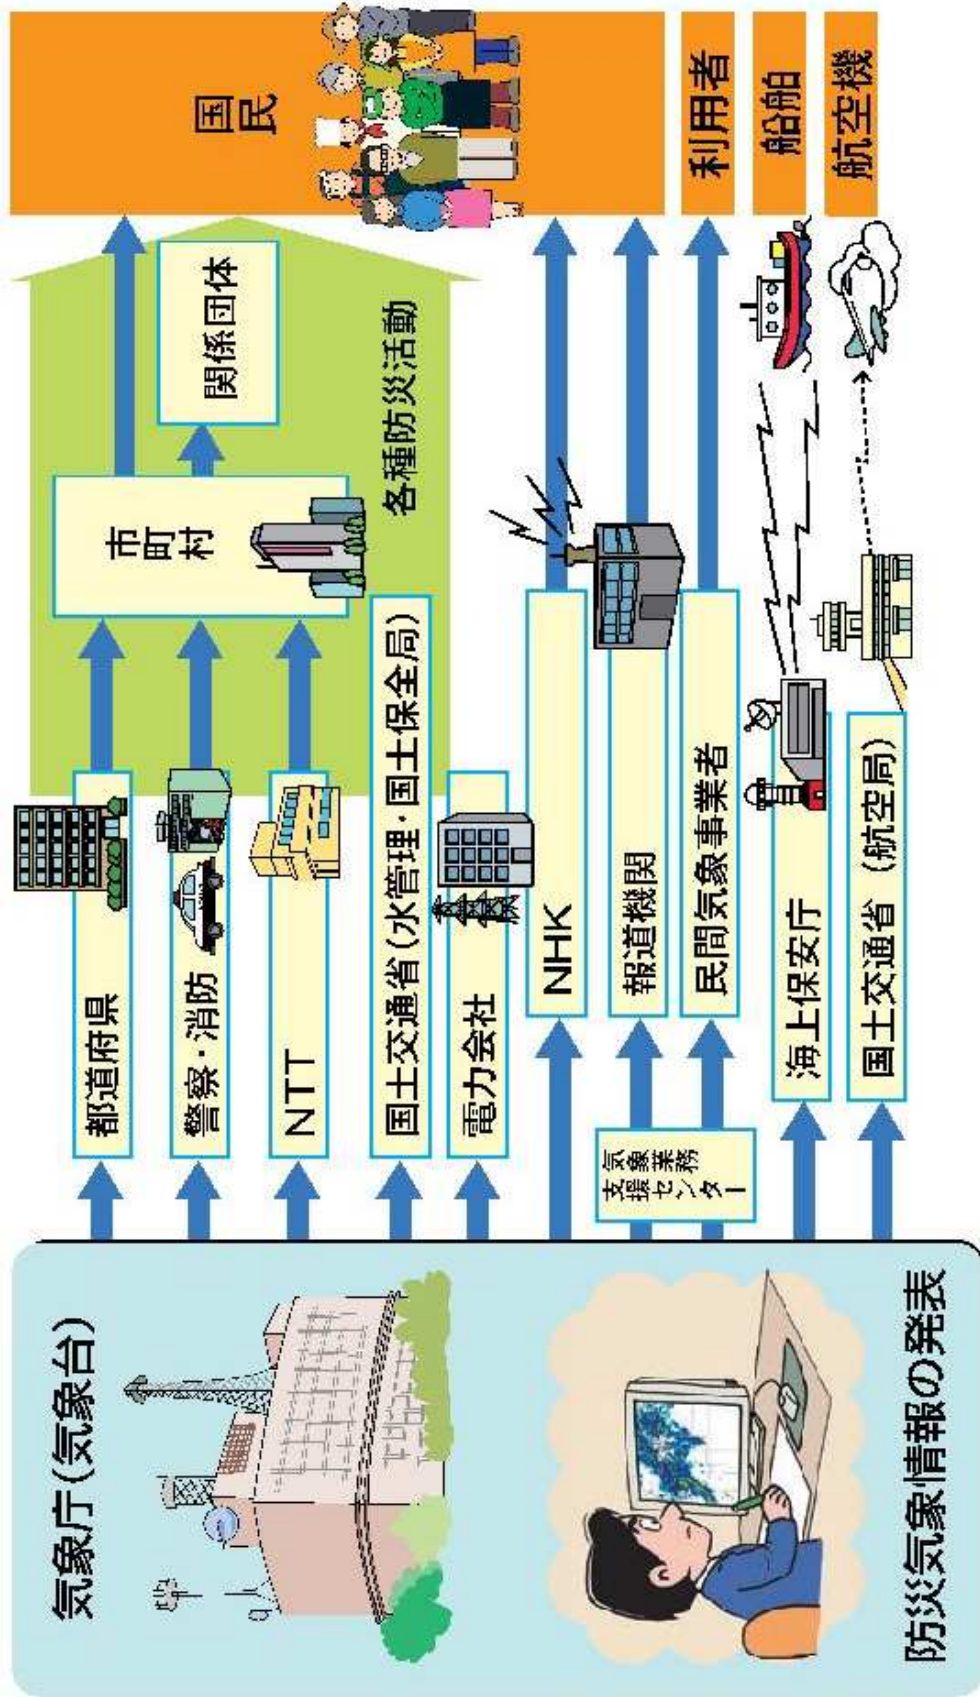 気象庁(気象台)
防災気象情報の発表
都道府県
警察・消防
NTT
国土交通省(水管理・国土保全局)
電力会社
NHK
気象業務
支援
センター
報道機関
民間気象事業者
海上保安庁
国土交通省(航空局)
市
町
村
関係団体
各種防災活動
国
民
利用者
船舶
航空機